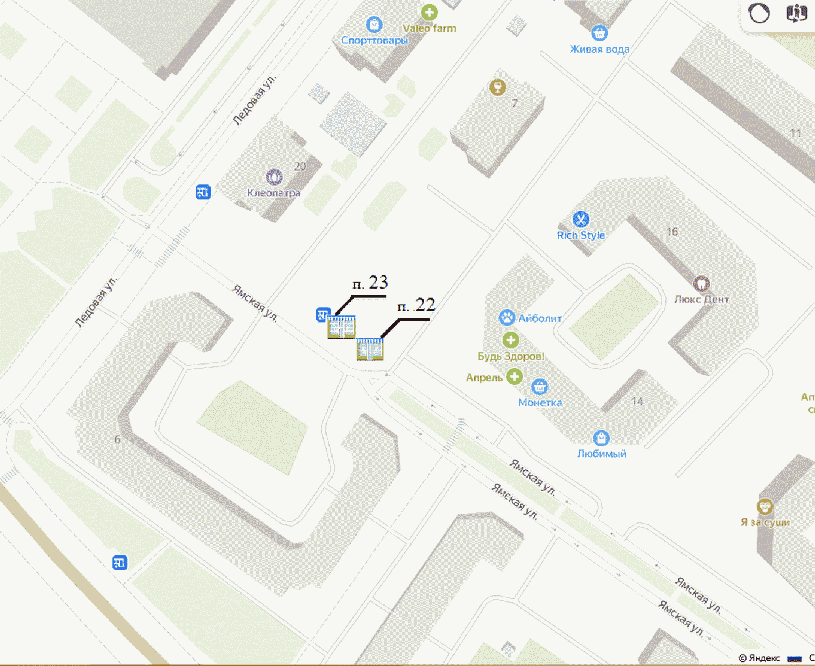 Valeo farm
Спорттовары
Живая вода
Ледовая ул.
7
11
20
Клеопатра
Rich Style
16
п. 23
Люкс Дент
Ледовая ул.
Ямская ул.
п. 22
Айболит
Будь Здоров!
Апрель
Монетка
14
6
Любимый
Ямская ул.
Ямская ул.
Я за суши
Ямская ул.
Ямская ул.
© Яндекс